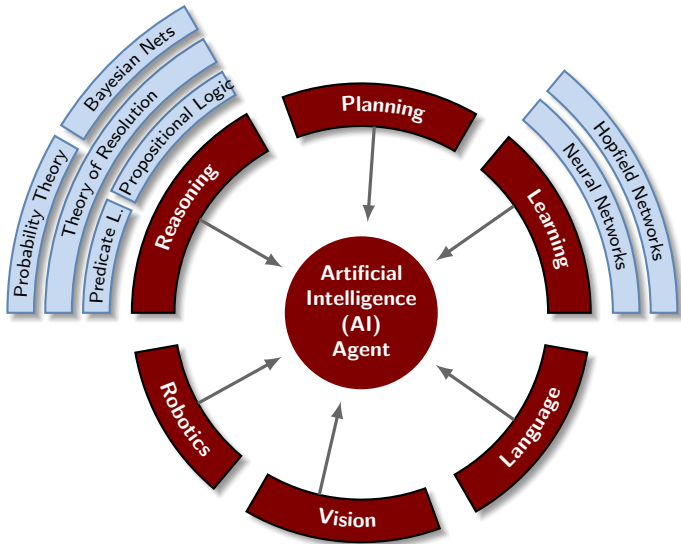 Bayesian Nets
Probability Theory
Theory of Resolution
Propositional Logic
Predicate L.
Reasoning
Planning
Learning
Neural Networks
Hopfield Networks
Artificial
Intelligence
(AI)
Agent
Robotics
Vision
Language